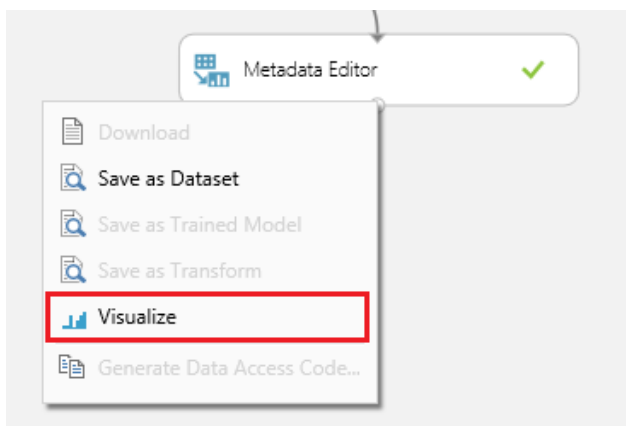 Metadata Editor
Download
Save as Dataset
Save as Trained Model
Save as Transform
Visualize
Generate Data Access Code...